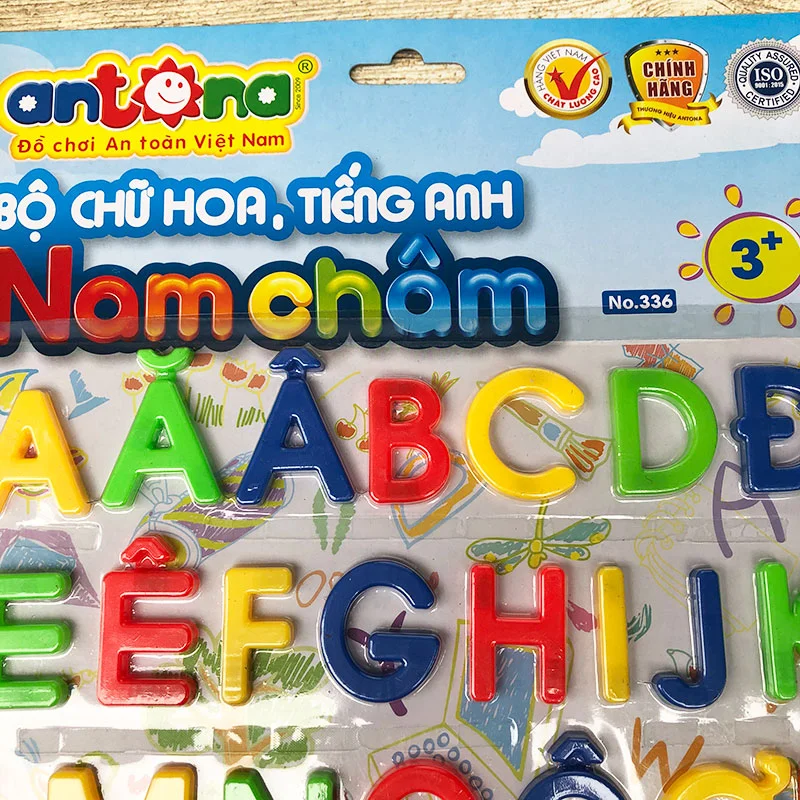 antona®
Since 2009
Đồ chơi An toàn Việt Nam
HÀNG VIỆT NAM
CHẤT LƯỢNG CAO
CHÍNH HÃNG
THƯƠNG HIỆU ANTONA
QUALITY ASSURED
ISO
9001:2015
CERTIFIED
BỘ CHỮ HOA, TIẾNG ANH
Nam châm
3+
No.336
A Ă Â B C D Đ
A
E Ê F G H I J K
W
M N O Ô Ơ